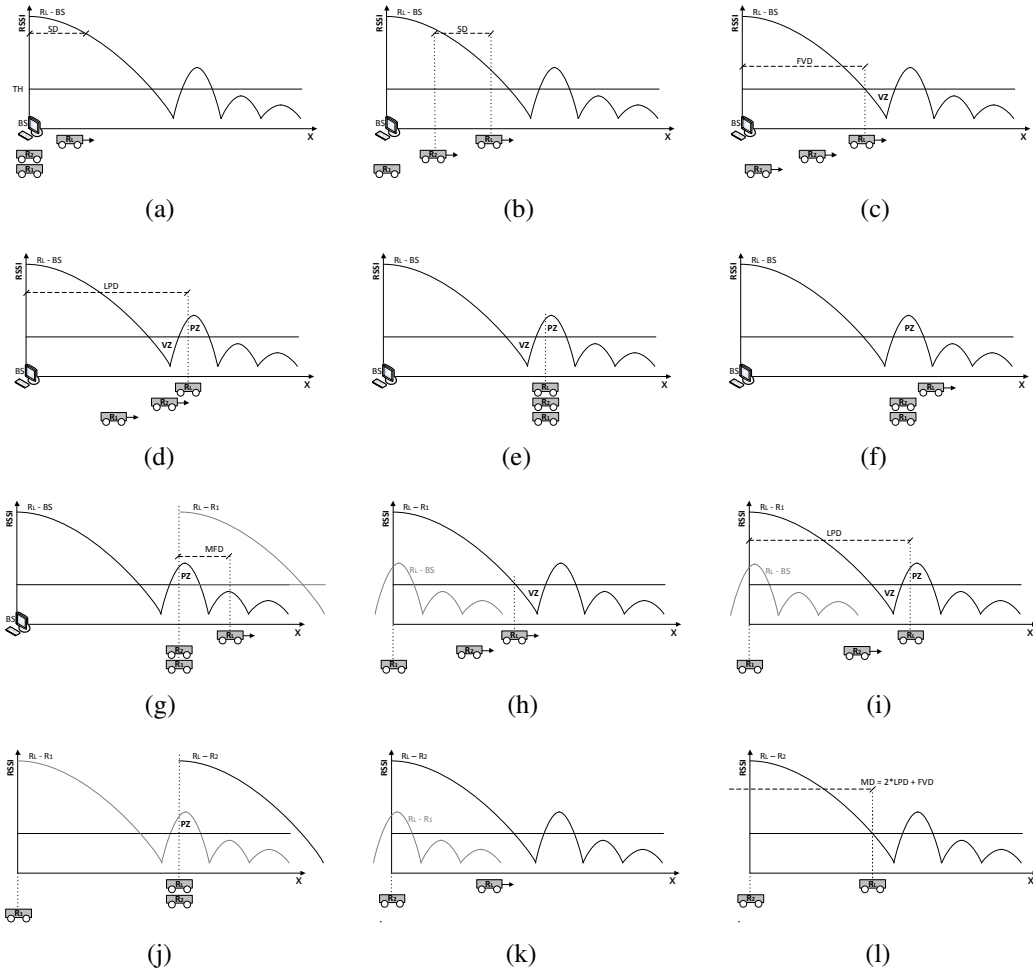 RSSI
RL - BS
SD
TH
BS
X
RL
R2
R1
(a)
RSSI
RL - BS
SD
BS
X
RL
R2
R1
(b)
RSSI
RL - BS
FVD
VZ
BS
X
RL
R2
R1
(c)
RSSI
RL - BS
LPD
PZ
VZ
BS
X
RL
R2
R1
(d)
RSSI
RL - BS
PZ
VZ
BS
X
RL
R2
R1
(e)
RSSI
RL - BS
PZ
BS
X
RL
R2
R1
(f)
RSSI
RL - BS
RL – R1
MFD
PZ
BS
X
RL
R2
R1
(g)
RSSI
RL – R1
RL - BS
VZ
X
RL
R2
R1
(h)
RSSI
RL - R1
LPD
RL - BS
PZ
VZ
X
RL
R2
R1
(i)
RSSI
RL - R1
RL – R2
PZ
X
RL
R2
R1
(j)
RSSI
RL – R2
RL - R1
X
RL
R2
(k)
RSSI
RL – R2
MD = 2*LPD + FVD
X
RL
R2
(l)